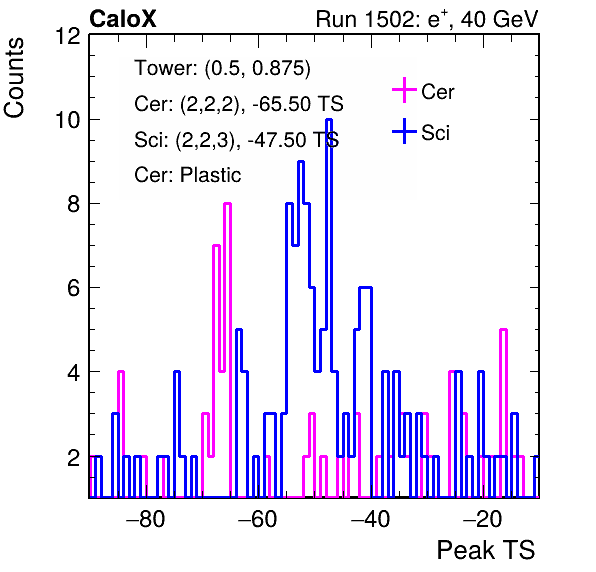 CaloX Run 1502: e+, 40 GeV
Counts
12
10
8
6
4
2
Tower: (0.5, 0.875)
Cer: (2,2,2), -65.50 TS
Sci: (2,2,3), -47.50 TS
Cer: Plastic
Cer
Sci
−80 −60 −40 −20
Peak TS